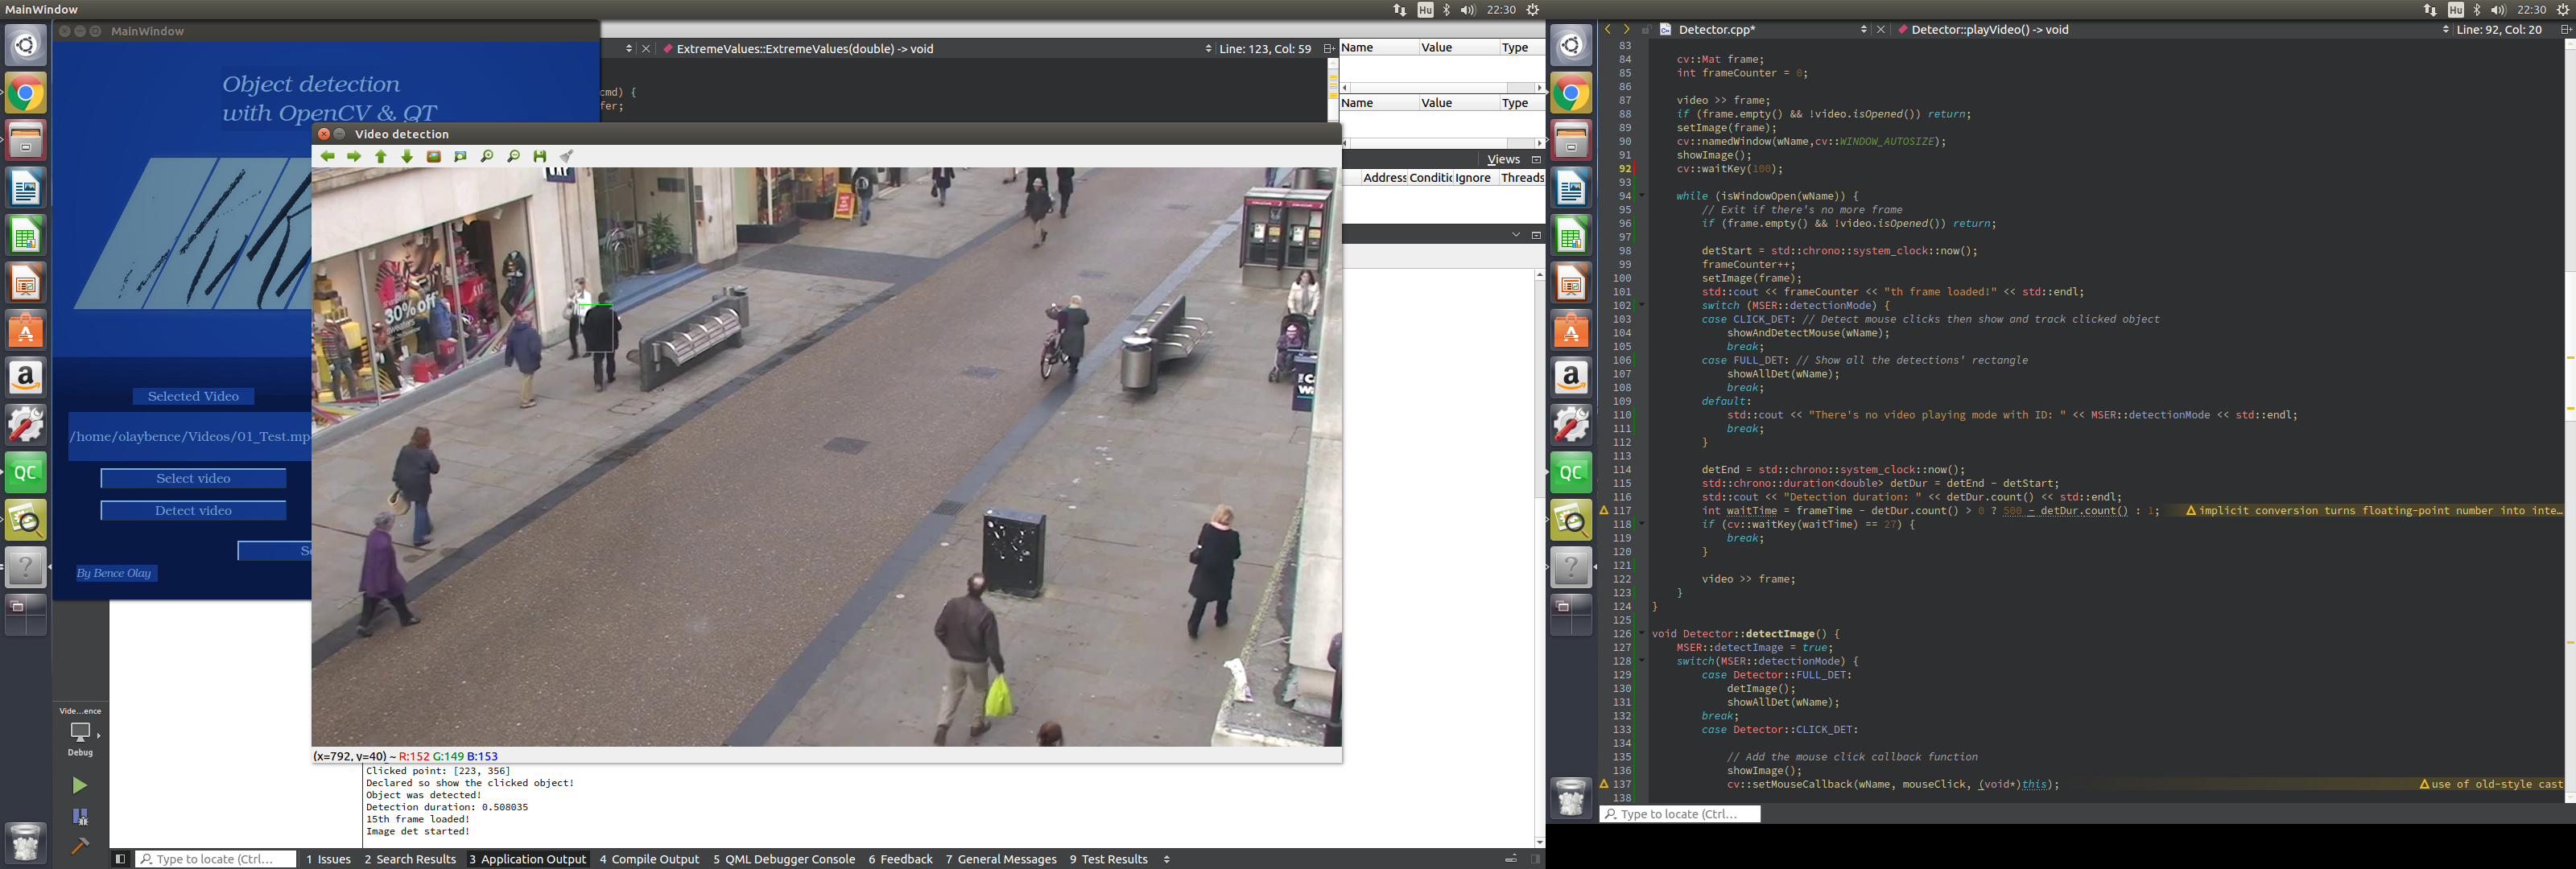 MainWindow
Hu
22:30
MainWindow
Object detection
with OpenCV & QT
Selected Video
/home/olaybence/Videos/01_Test.mp
Select video
Detect video
By Bence Olay
ExtremeValues::ExtremeValues(double) -> void
Line: 123, Col: 59
cmd) {
fer;
Name Value Type
Name Value Type
Views
Address Conditic Ignore Threads
Video detection
30% off
sweaters
(x=792, y=40) ~ R:152 G:149 B:153
Clicked point: [223, 356]
Declared so show the clicked object!
Object was detected!
Detection duration: 0.508035
15th frame loaded!
Image det started!
Vide...ence
Debug
Type to locate (Ctrl...
1 Issues
2 Search Results
3 Application Output
4 Compile Output
5 QML Debugger Console
6 Feedback
7 General Messages
9 Test Results
QC
Hu
22:30
Detector.cpp*
Detector::playVideo() -> void
Line: 92, Col: 20
83
84 cv::Mat frame;
85 int frameCounter = 0;
86
87 video >> frame;
88 if (frame.empty() && !video.isOpened()) return;
89 setImage(frame);
90 cv::namedWindow(wName,cv::WINDOW_AUTOSIZE);
91 showImage();
92 cv::waitKey(100);
93
94 while (isWindowOpen(wName)) {
95 // Exit if there's no more frame
96 if (frame.empty() && !video.isOpened()) return;
97
98 detStart = std::chrono::system_clock::now();
99 frameCounter++;
100 setImage(frame);
101 std::cout << frameCounter << "th frame loaded!" << std::endl;
102 switch (MSER::detectionMode) {
103 case CLICK_DET: // Detect mouse clicks then show and track clicked object
104 showAndDetectMouse(wName);
105 break;
106 case FULL_DET: // Show all the detections' rectangle
107 showAllDet(wName);
108 break;
109 default:
110 std::cout << "There's no video playing mode with ID: " << MSER::detectionMode << std::endl;
111 break;
112 }
113
114 detEnd = std::chrono::system_clock::now();
115 std::chrono::duration<double> detDur = detEnd - detStart;
116 std::cout << "Detection duration: " << detDur.count() << std::endl;
117 int waitTime = frameTime - detDur.count() > 0 ? 500 - detDur.count() : 1; implicit conversion turns floating-point number into inte...
118 if (cv::waitKey(waitTime) == 27) {
119 break;
120 }
121
122 video >> frame;
123 }
124 }
125
126 void Detector::detectImage() {
127 MSER::detectImage = true;
128 switch(MSER::detectionMode) {
129 case Detector::FULL_DET:
130 detImage();
131 showAllDet(wName);
132 break;
133 case Detector::CLICK_DET:
134
135 // Add the mouse click callback function
136 showImage();
137 cv::setMouseCallback(wName, mouseClick, (void*)this); use of old-style cast
138
Type to locate (Ctrl...
QC